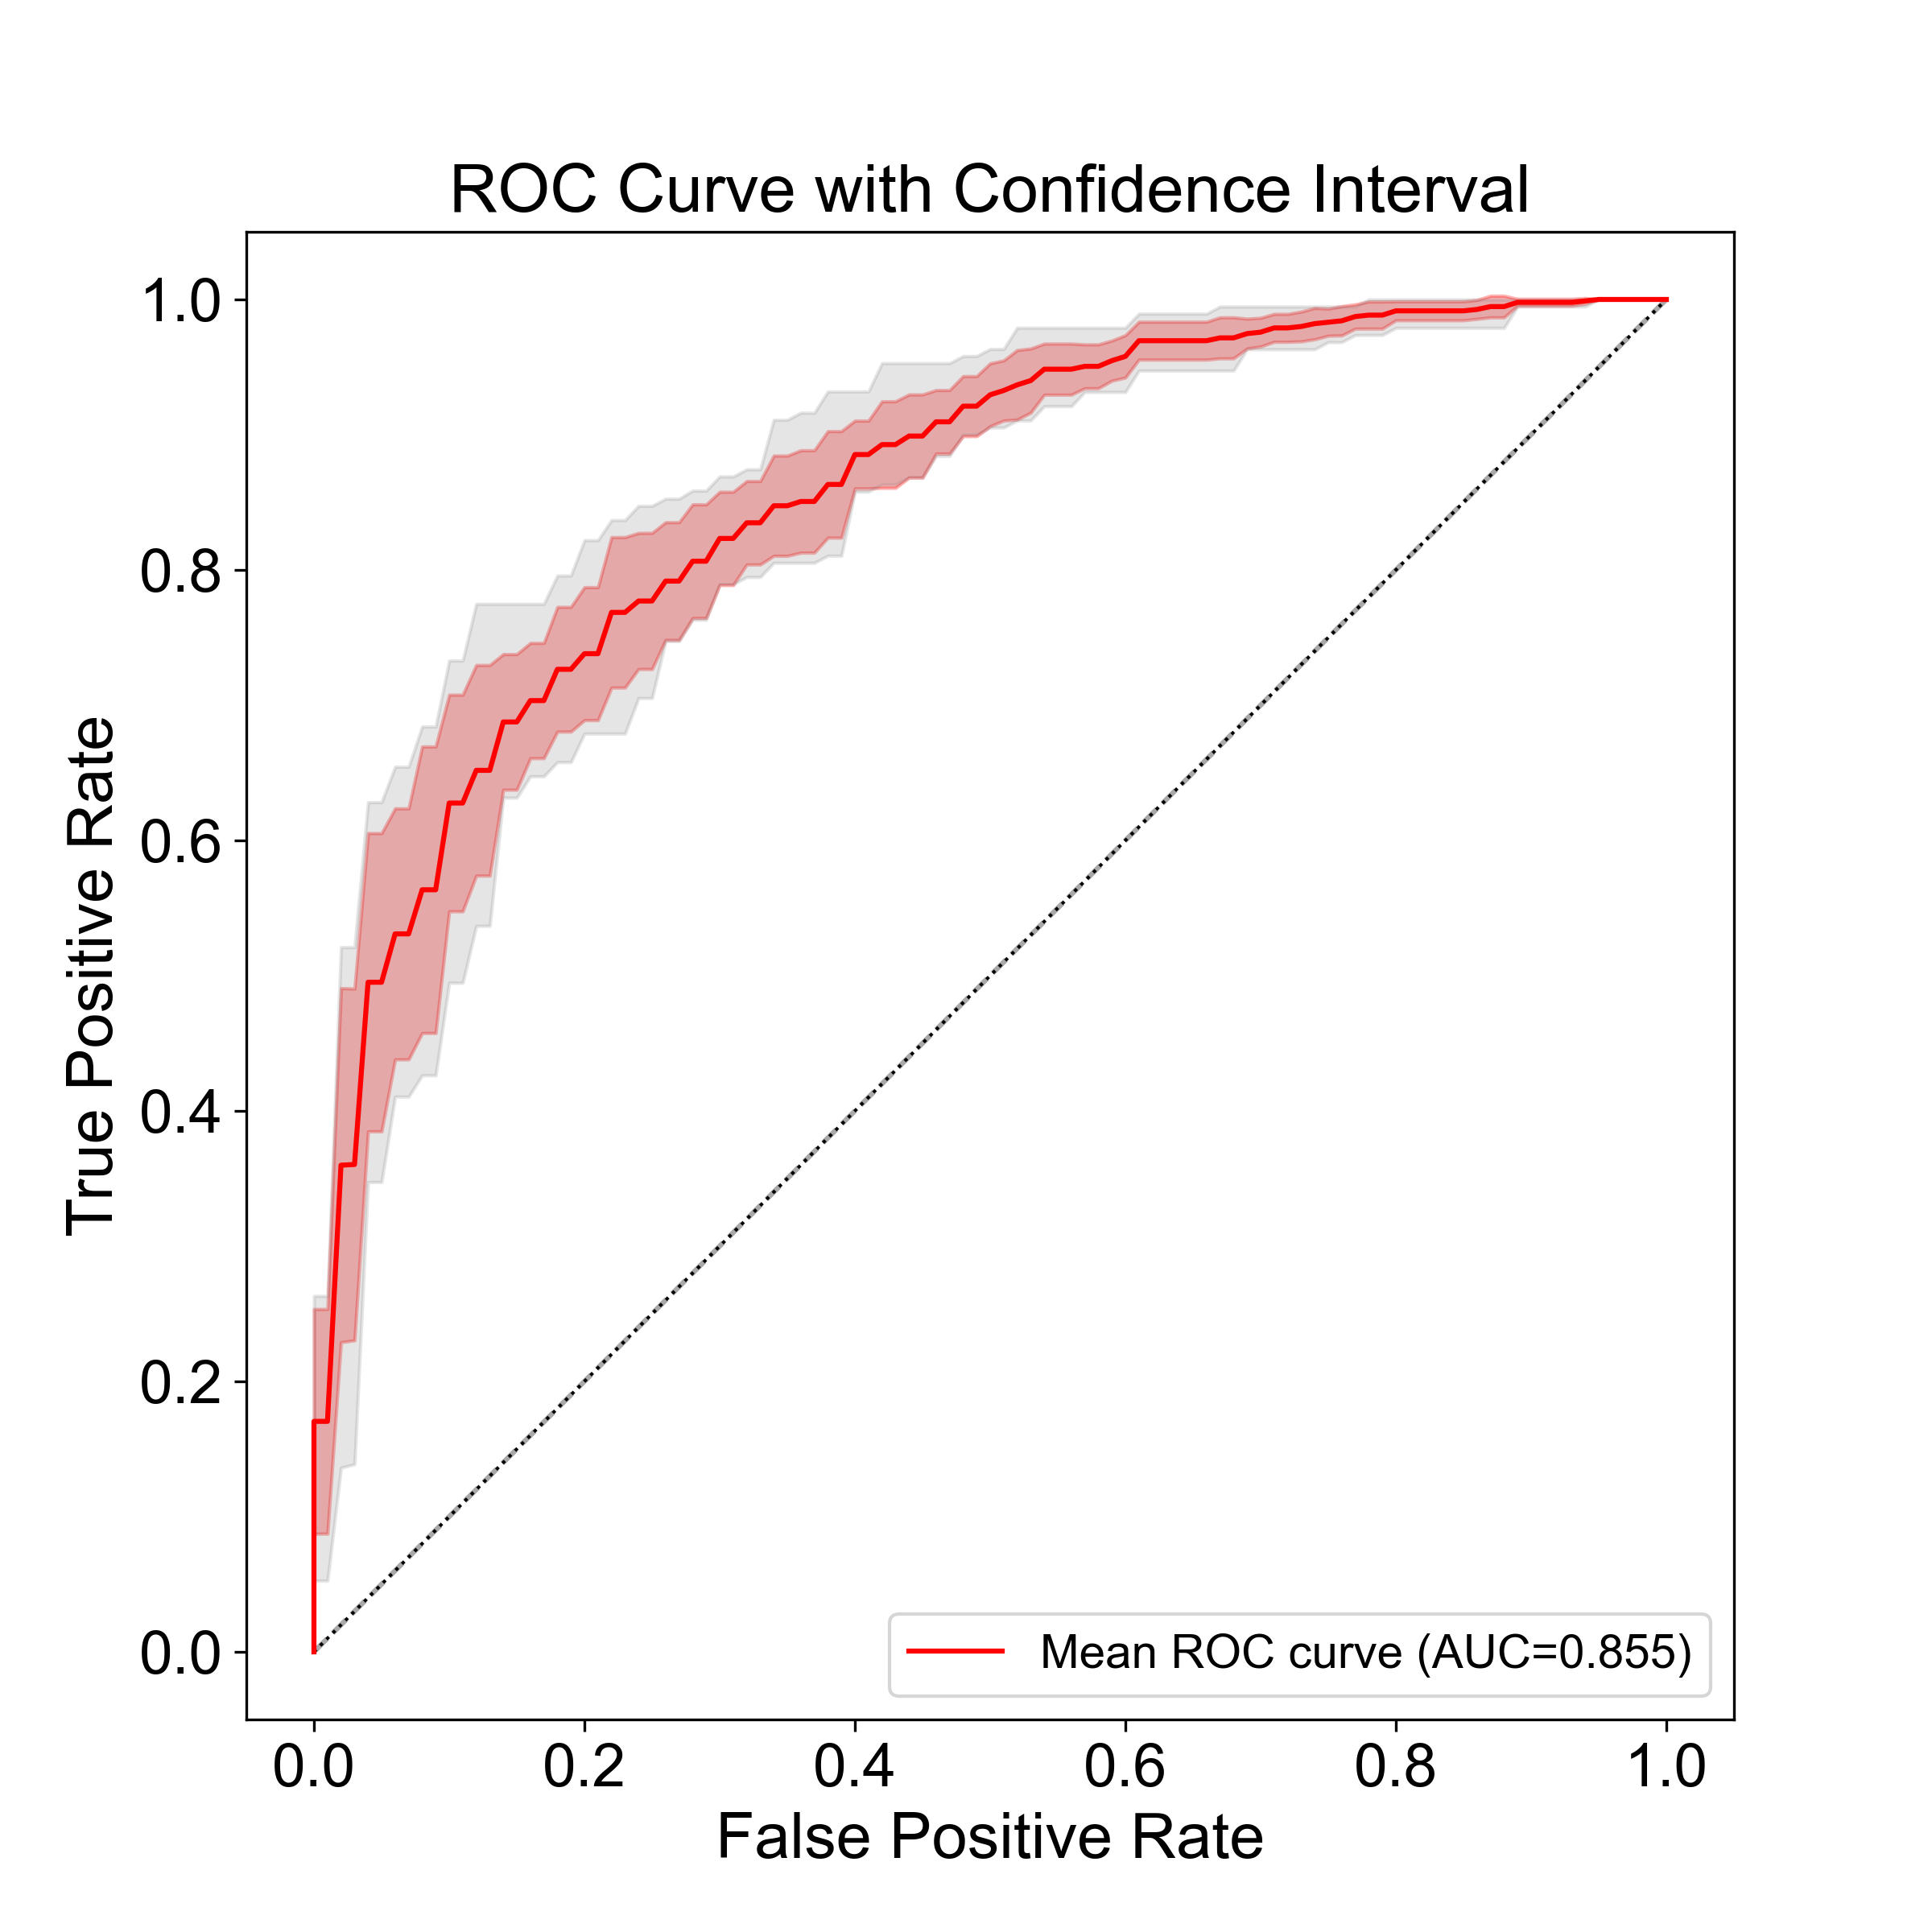 ROC Curve with Confidence Interval
1.0
0.8
0.6
0.4
0.2
0.0
True Positive Rate
Mean ROC curve (AUC=0.855)
0.0 0.2 0.4 0.6 0.8 1.0
False Positive Rate